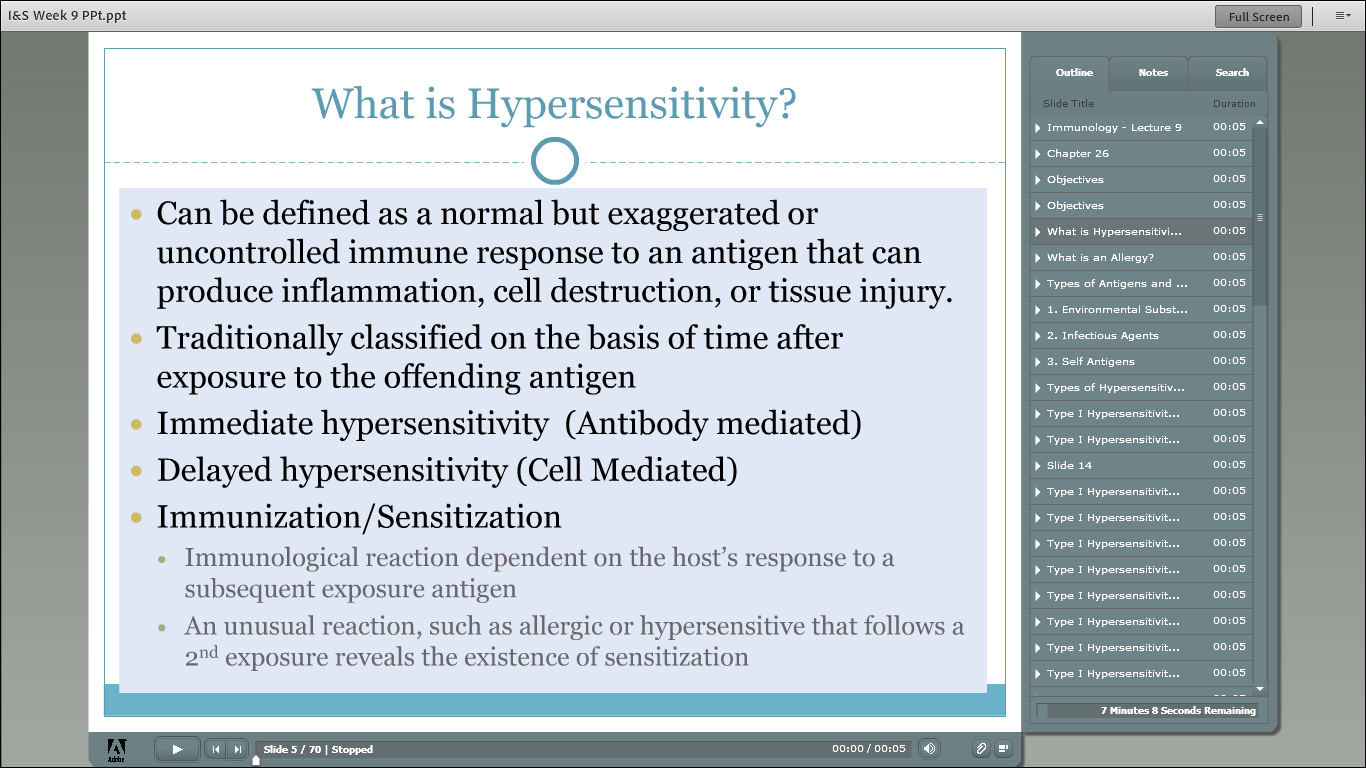 I&S Week 9 PPt.ppt
Full Screen
What is Hypersensitivity?
Can be defined as a normal but exaggerated or
uncontrolled immune response to an antigen that can
produce inflammation, cell destruction, or tissue injury.
Traditionally classified on the basis of time after
exposure to the offending antigen
Immediate hypersensitivity (Antibody mediated)
Delayed hypersensitivity (Cell Mediated)
Immunization/Sensitization
Immunological reaction dependent on the host's response to a
subsequent exposure antigen
An unusual reaction, such as allergic or hypersensitive that follows a
2nd exposure reveals the existence of sensitization
Outline Notes Search
Slide Title Duration
Immunology - Lecture 9 00:05
Chapter 26 00:05
Objectives 00:05
Objectives 00:05
What is Hypersensitivi... 00:05
What is an Allergy? 00:05
Types of Antigens and ... 00:05
1. Environmental Subst... 00:05
2. Infectious Agents 00:05
3. Self Antigens 00:05
Types of Hypersensitiv... 00:05
Type I Hypersensitivit... 00:05
Type I Hypersensitivit... 00:05
Slide 14 00:05
Type I Hypersensitivit... 00:05
Type I Hypersensitivit... 00:05
Type I Hypersensitivit... 00:05
Type I Hypersensitivit... 00:05
Type I Hypersensitivit... 00:05
Type I Hypersensitivit... 00:05
Type I Hypersensitivit... 00:05
Type I Hypersensitivit... 00:05
7 Minutes 8 Seconds Remaining
Adobe
Slide 5 / 70 | Stopped
00:00 / 00:05